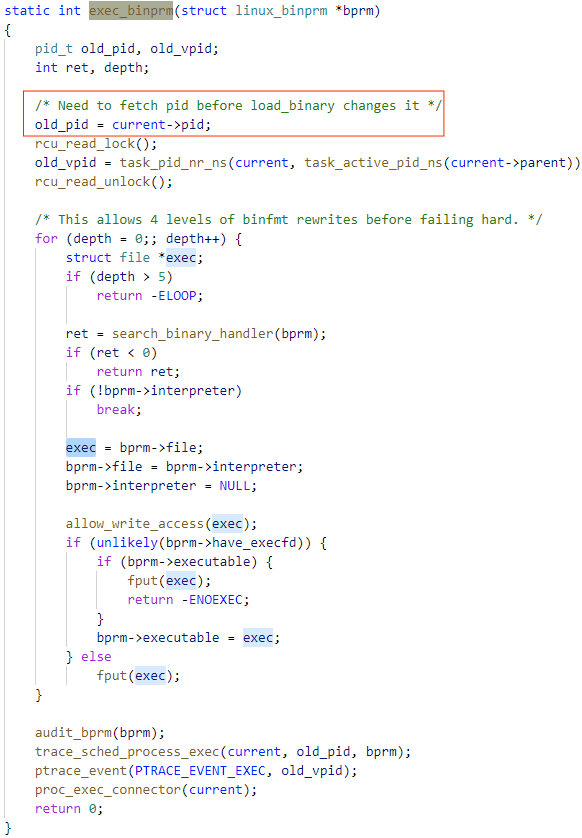 static int exec_binprm(struct linux_binprm *bprm)
{
    pid_t old_pid, old_vpid;
    int ret, depth;

    /* Need to fetch pid before load_binary changes it */
    old_pid = current->pid;
    rcu_read_lock();
    old_vpid = task_pid_nr_ns(current, task_active_pid_ns(current->parent))
    rcu_read_unlock();

    /* This allows 4 levels of binfmt rewrites before failing hard. */
    for (depth = 0;; depth++) {
        struct file *exec;
        if (depth > 5)
            return -ELOOP;

        ret = search_binary_handler(bprm);
        if (ret < 0)
            return ret;
        if (!bprm->interpreter)
            break;

        exec = bprm->file;
        bprm->file = bprm->interpreter;
        bprm->interpreter = NULL;

        allow_write_access(exec);
        if (unlikely(bprm->have_execfd)) {
            if (bprm->executable) {
                fput(exec);
                return -ENOEXEC;
            }
            bprm->executable = exec;
        } else
            fput(exec);
    }

    audit_bprm(bprm);
    trace_sched_process_exec(current, old_pid, bprm);
    ptrace_event(PTRACE_EVENT_EXEC, old_vpid);
    proc_exec_connector(current);
    return 0;
}